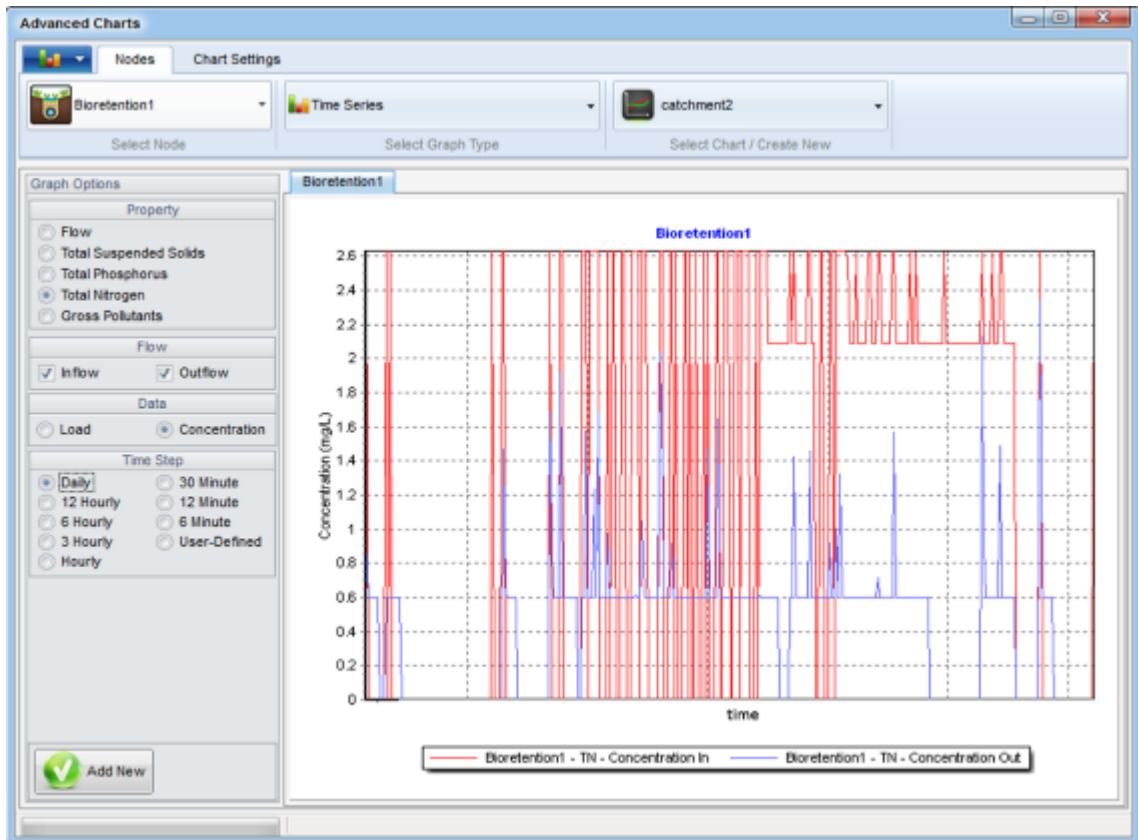 Advanced Charts
Nodes Chart Settings
Bioretention1 Time Series catchment2
Select Node Select Graph Type Select Chart / Create New
Graph Options
Property
Flow
Total Suspended Solids
Total Phosphorus
Total Nitrogen
Gross Pollutants
Flow
Inflow Outflow
Data
Load Concentration
Time Step
Daily 30 Minute
12 Hourly 12 Minute
6 Hourly 6 Minute
3 Hourly User-Defined
Hourly
Add New
Bioretention1
Bioretention1
Concentration (mg/L)
2.6
2.4
2.2
2
1.8
1.6
1.4
1.2
1
0.8
0.6
0.4
0.2
0
time
Bioretention1 - TN - Concentration In Bioretention1 - TN - Concentration Out